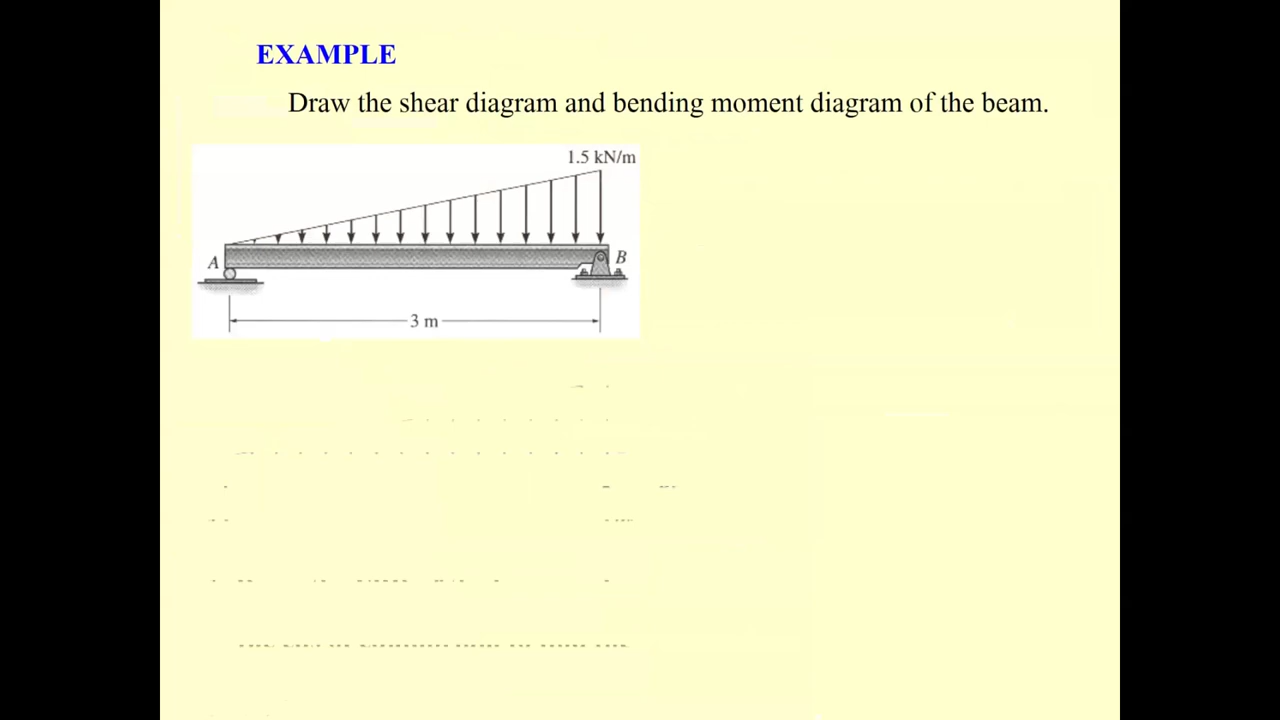 EXAMPLE
Draw the shear diagram and bending moment diagram of the beam.
1.5 kN/m
A
B
3 m